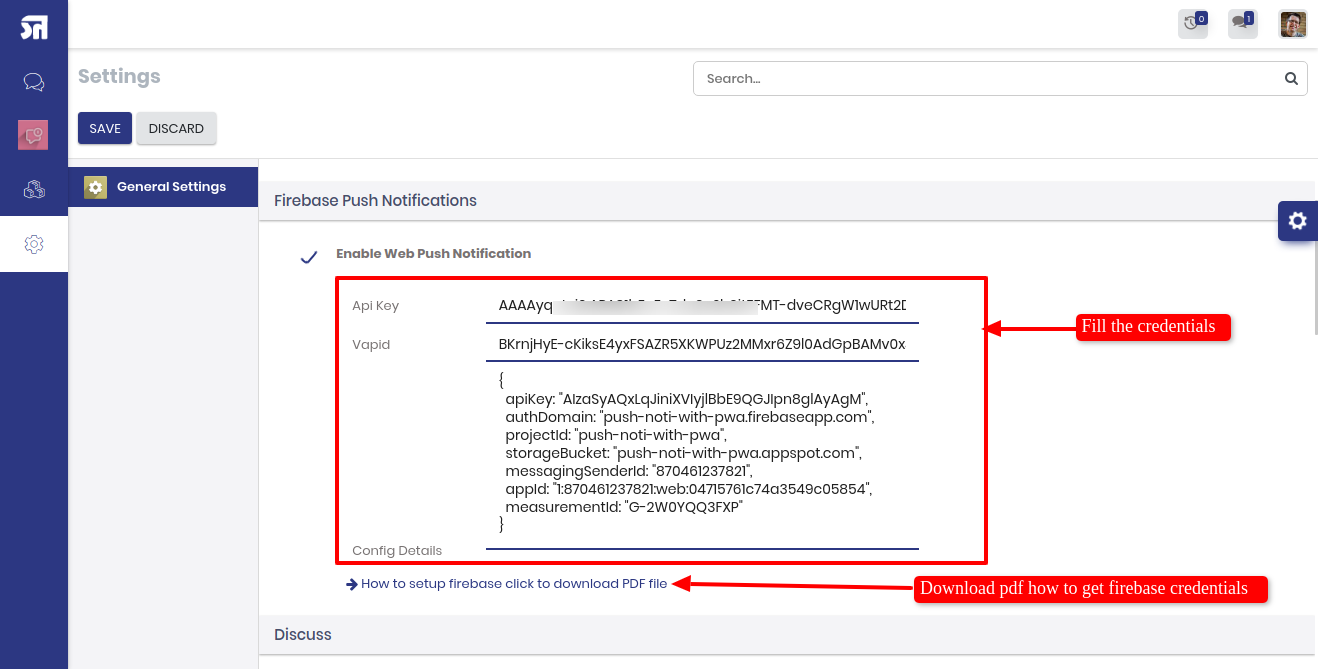 SA
0
1
Settings
Search...
SAVE
DISCARD
General Settings
Firebase Push Notifications
Enable Web Push Notification
Api Key
AAAAyq FMT-dveCRgW1wURt2D
Fill the credentials
Vapid
BKrnjHyE-cKiksE4yxFSAZR5XKWPUz2MMxr6Z9l0AdGpBAMv0x
{
apiKey: "AIzaSyAQxLqJiniXVIyjlBbE9QGJIpn8glAyAgM",
authDomain: "push-noti-with-pwa.firebaseapp.com",
projectId: "push-noti-with-pwa",
storageBucket: "push-noti-with-pwa.appspot.com",
messagingSenderId: "870461237821",
appId: "1:870461237821:web:04715761c74a3549c05854",
measurementId: "G-2W0YQQ3FXP"
}
Config Details
How to setup firebase click to download PDF file
Download pdf how to get firebase credentials
Discuss